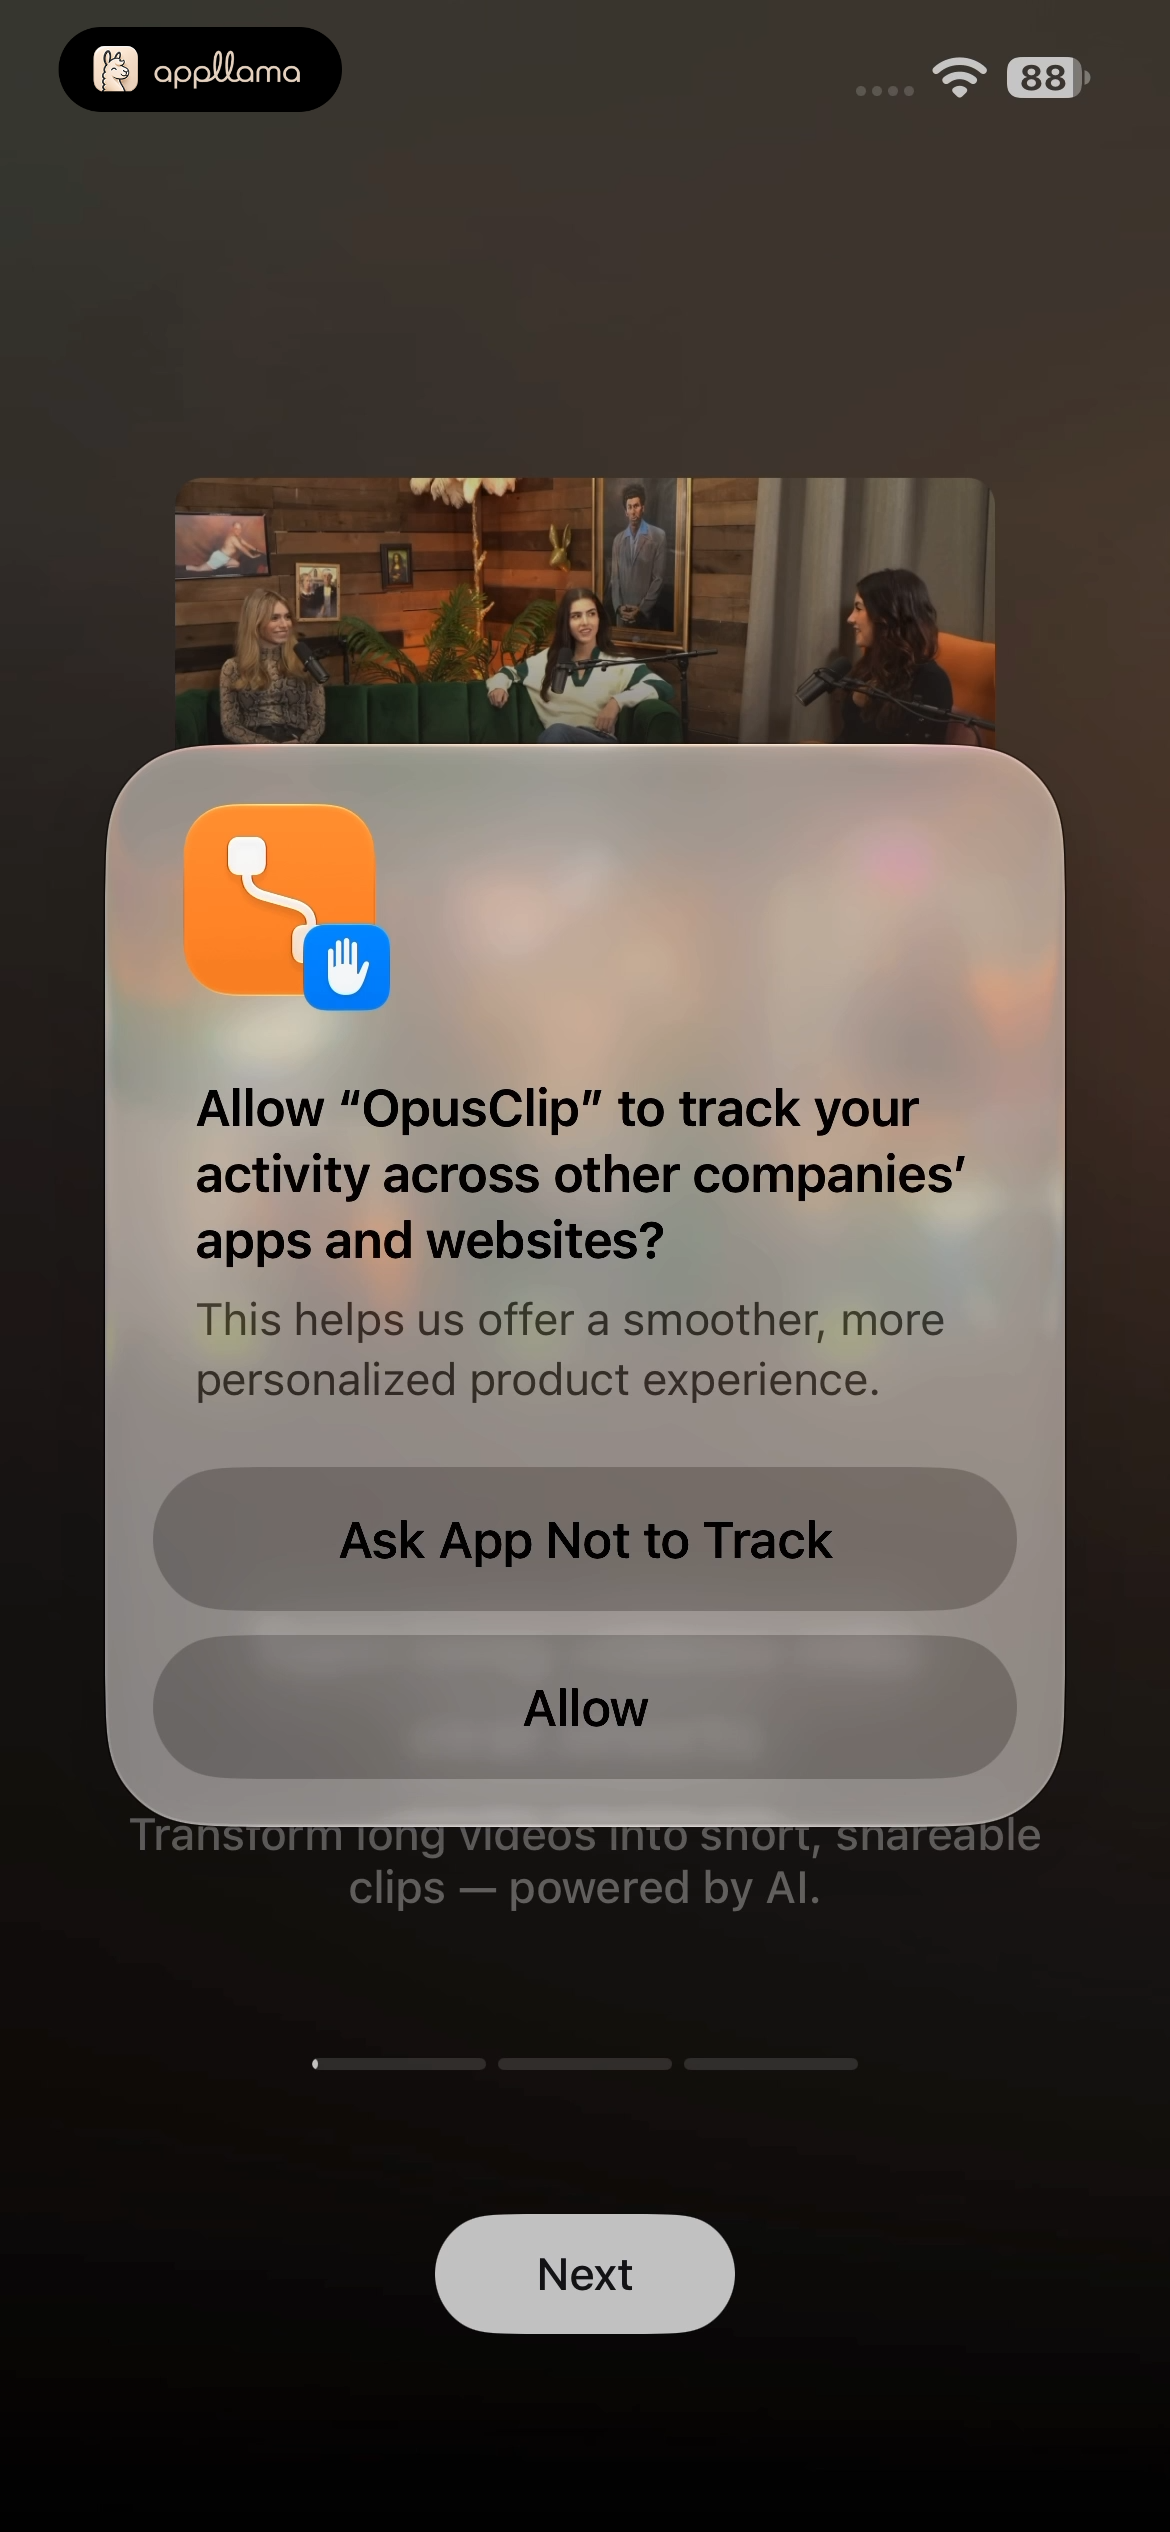 appllama
88
Allow “OpusClip” to track your
activity across other companies’
apps and websites?
This helps us offer a smoother, more
personalized product experience.
Ask App Not to Track
Allow
Transform long videos into short, shareable
clips — powered by AI.
Next